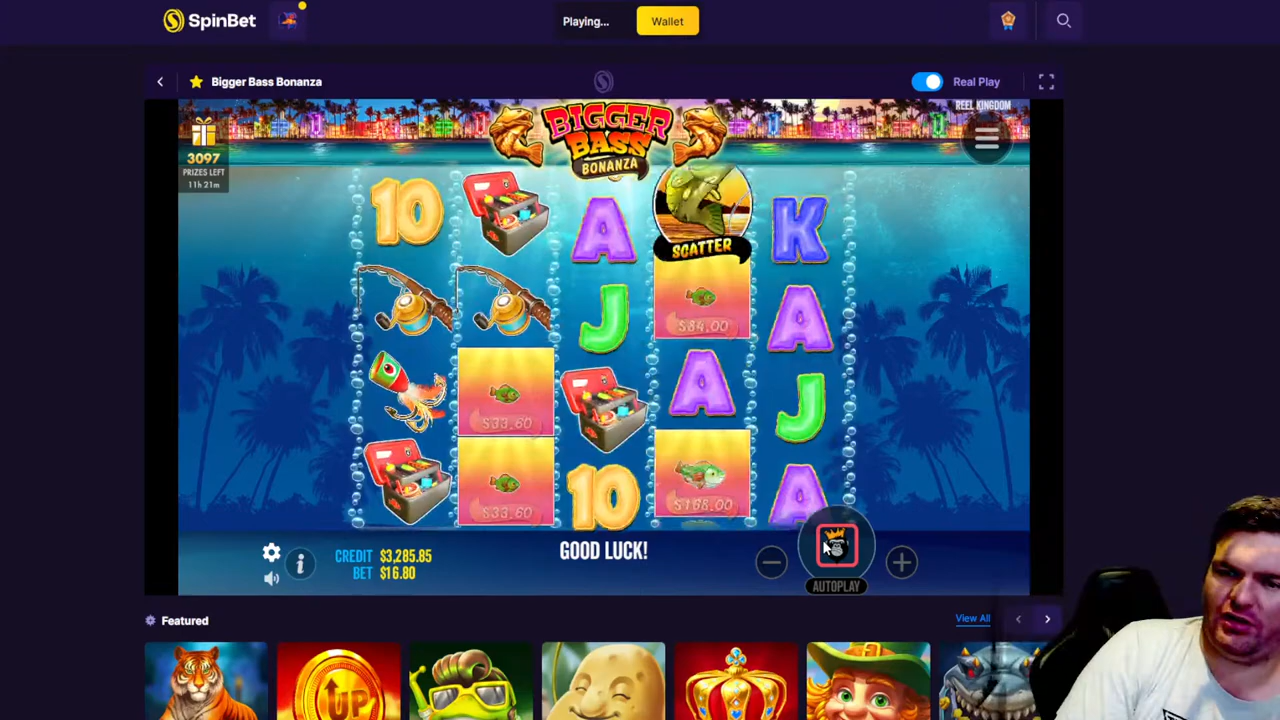 SpinBet
Playing...
Wallet
Bigger Bass Bonanza
Real Play
REEL KINGDOM
BIGGER
BASS
BONANZA
3097
PRIZES LEFT
11h 21m
10
A
SCATTER
K
J
$84.00
A
$33.60
A
J
$33.60
10
$168.00
A
CREDIT $3,285.85
BET $16.80
GOOD LUCK!
AUTOPLAY
Featured
View All
UP